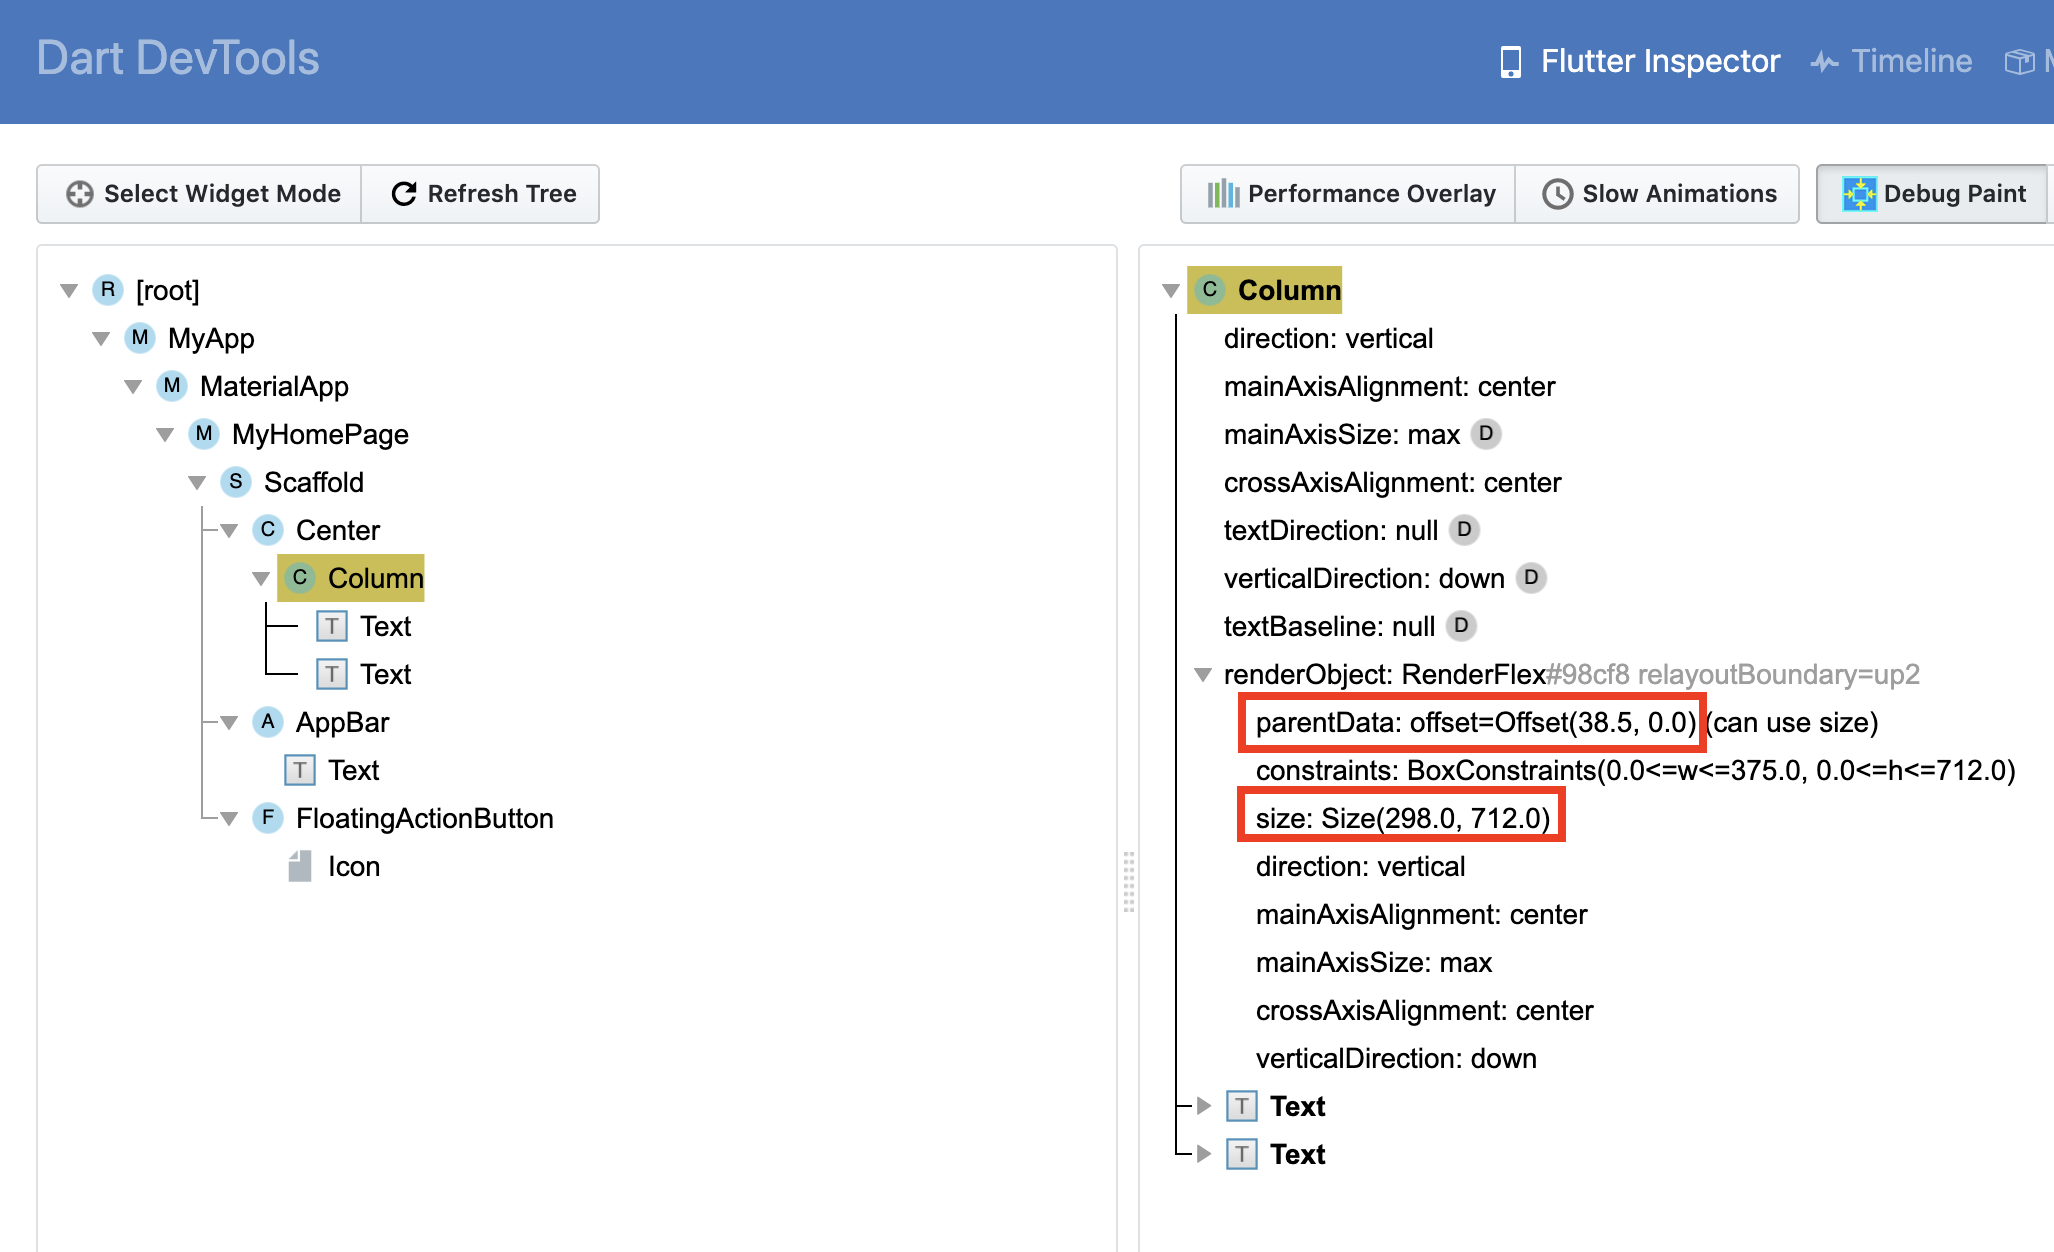 Dart DevTools
Flutter Inspector
Timeline
Select Widget Mode
Refresh Tree
Performance Overlay
Slow Animations
Debug Paint
R [root]
M MyApp
M MaterialApp
M MyHomePage
S Scaffold
C Center
C Column
T Text
T Text
A AppBar
T Text
F FloatingActionButton
Icon
C Column
direction: vertical
mainAxisAlignment: center
mainAxisSize: max D
crossAxisAlignment: center
textDirection: null D
verticalDirection: down D
textBaseline: null D
renderObject: RenderFlex#98cf8 relayoutBoundary=up2
parentData: offset=Offset(38.5, 0.0) (can use size)
constraints: BoxConstraints(0.0<=w<=375.0, 0.0<=h<=712.0)
size: Size(298.0, 712.0)
direction: vertical
mainAxisAlignment: center
mainAxisSize: max
crossAxisAlignment: center
verticalDirection: down
T Text
T Text